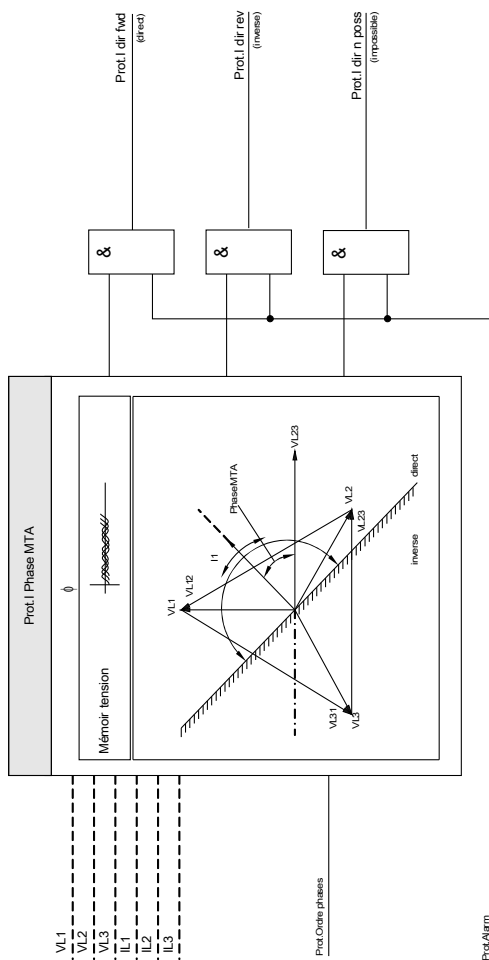 Prot.I Phase MTA
ϕ
Mémoir tension
VL1
VL2
VL3
IL1
IL2
IL3
VL1
VL12
I1
PhaseMTA
VL23
VL2
VL23
VL31
VL3
direct
inverse
&
&
&
Prot.I dir fwd
(direct)
Prot.I dir rev
(inverse)
Prot.I dir n poss
(impossible)
Prot.Ordre phases
Prot.Alarm